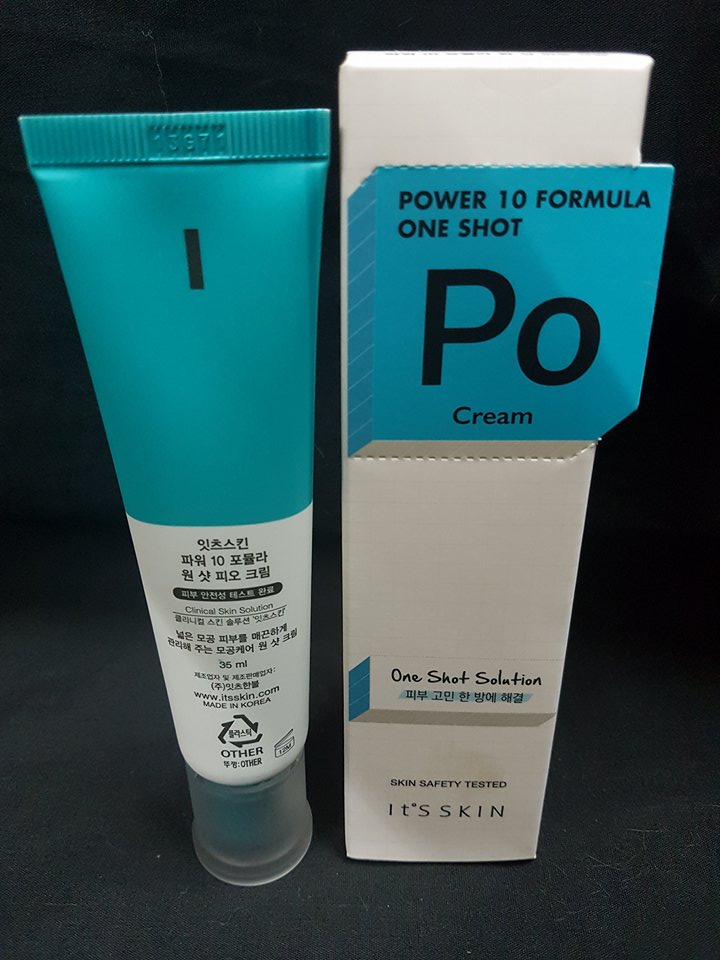 13G71
I
잇츠스킨
파워 10 포뮬라
원 샷 피오 크림
피부 안전성 테스트 완료
Clinical Skin Solution
클리니컬 스킨 솔루션 '잇츠스킨'
넓은 모공 피부를 매끈하게
관리해 주는 모공케어 원 샷 크림
35 ml
제조업자 및 제조판매업자:
(주)잇츠한불
www.itsskin.com
MADE IN KOREA
플라스틱
OTHER
뚜껑:OTHER
12M
POWER 10 FORMULA
ONE SHOT
Po
Cream
One Shot Solution
피부 고민 한 방에 해결
SKIN SAFETY TESTED
It'S SKIN